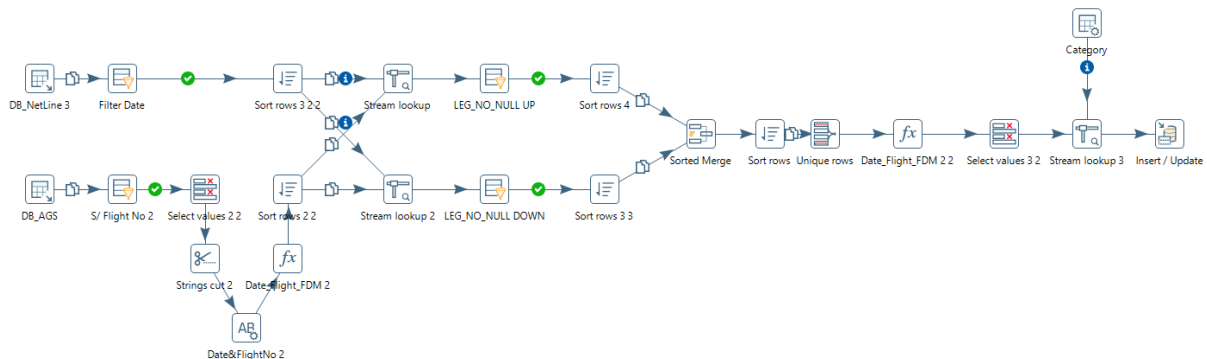 Category
DB_NetLine 3
Filter Date
Sort rows 3 2 2
Stream lookup
LEG_NO_NULL UP
Sort rows 4
Sorted Merge
Sort rows
Unique rows
Date_Flight_FDM 2 2
Select values 3 2
Stream lookup 3
Insert / Update
DB_AGS
S/ Flight No 2
Select values 2 2
Sort rows 2 2
Stream lookup 2
LEG_NO_NULL DOWN
Sort rows 3 3
Strings cut 2
Date_Flight_FDM 2
Date&FlightNo 2